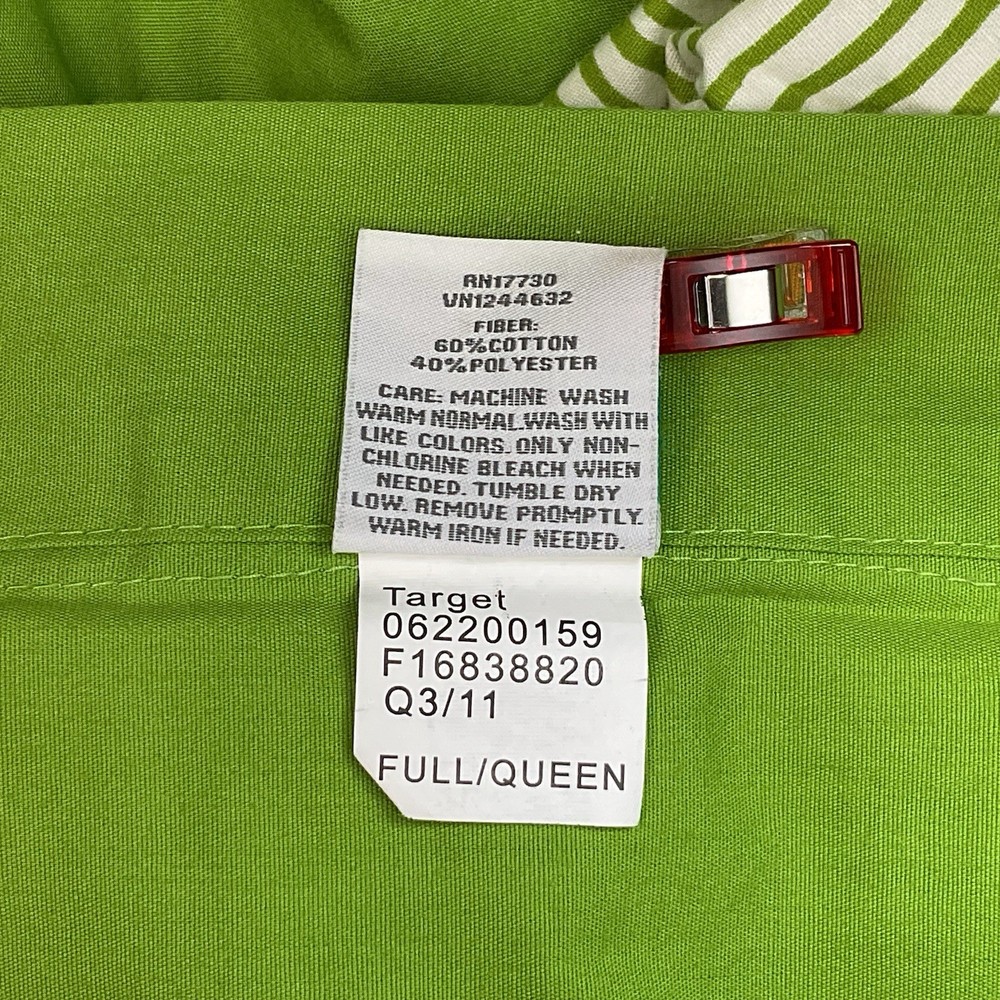 RN17730
VN1244632
FIBER:
60%COTTON
40%POLYESTER
CARE: MACHINE WASH
WARM NORMAL.WASH WITH
LIKE COLORS. ONLY NON-
CHLORINE BLEACH WHEN
NEEDED. TUMBLE DRY
LOW. REMOVE PROMPTLY.
WARM IRON IF NEEDED.
Target
062200159
F16838820
Q3/11
FULL/QUEEN